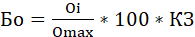 Бо = Oi / Omax * 100 * КЗ